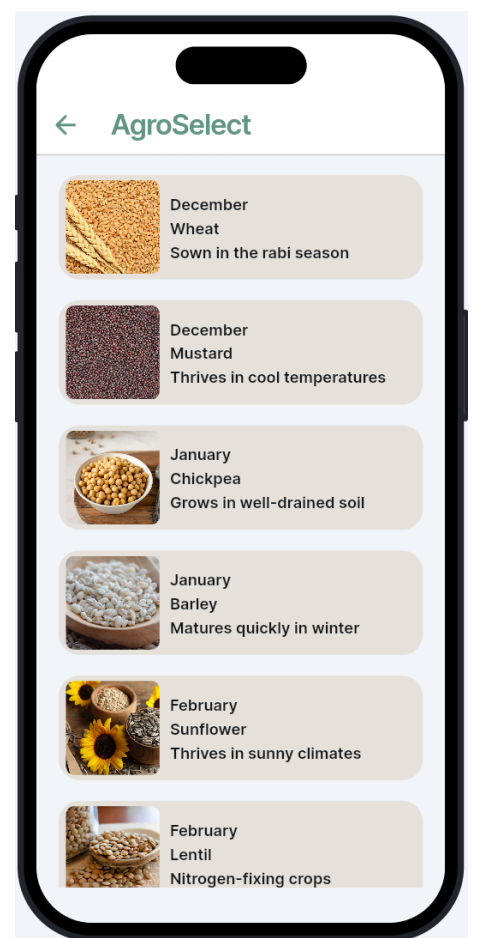 AgroSelect
December
Wheat
Sown in the rabi season
December
Mustard
Thrives in cool temperatures
January
Chickpea
Grows in well-drained soil
January
Barley
Matures quickly in winter
February
Sunflower
Thrives in sunny climates
February
Lentil
Nitrogen-fixing crops